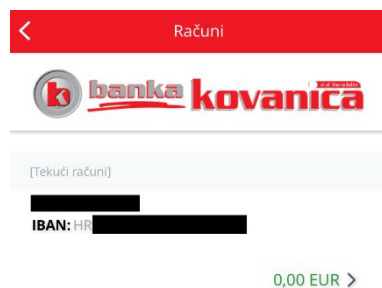 Računi
b banka kovanica
d.d. Varaždin
[Tekući računi]
IBAN: HR
0,00 EUR